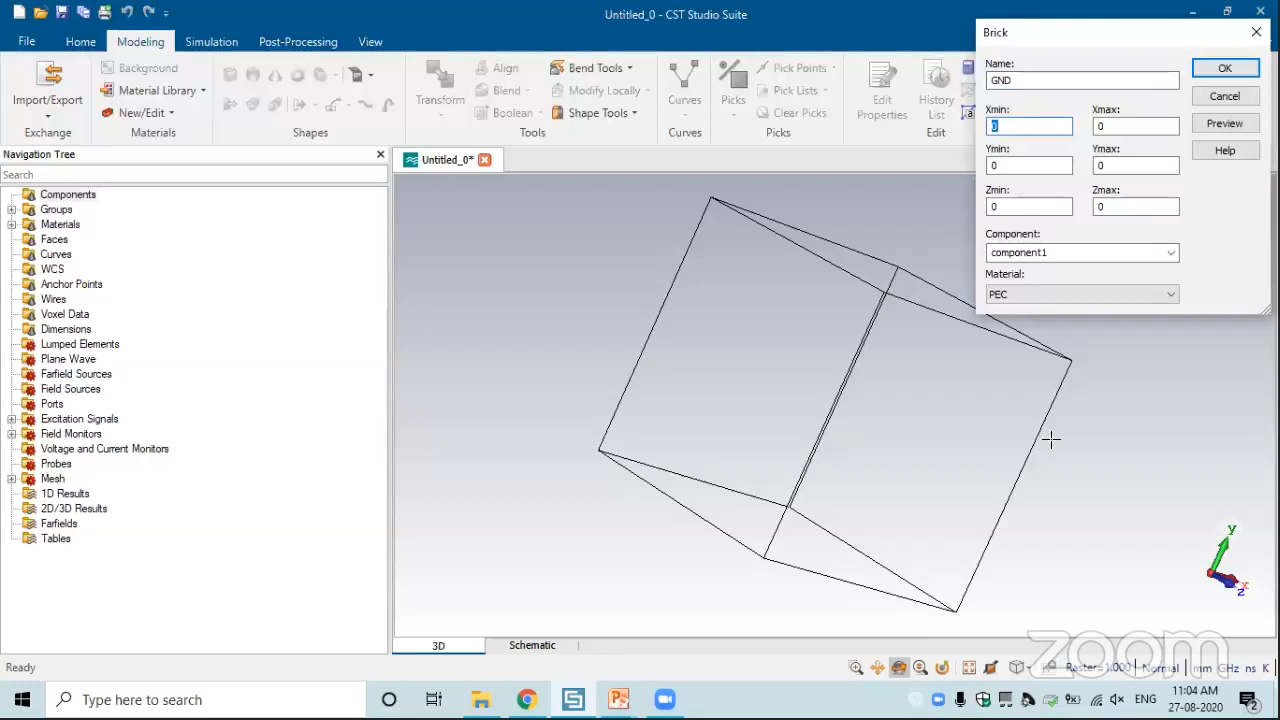 Untitled_0 - CST Studio Suite
File Home Modeling Simulation Post-Processing View
Import/Export
Exchange
Background
Material Library
New/Edit
Materials
Shapes
Transform
Align
Blend
Boolean
Bend Tools
Modify Locally
Shape Tools
Tools
Curves
Curves
Picks
Pick Points
Pick Lists
Clear Picks
Picks
Edit Properties
History List
Edit
Navigation Tree
Search
Components
Groups
Materials
Faces
Curves
WCS
Anchor Points
Wires
Voxel Data
Dimensions
Lumped Elements
Plane Wave
Farfield Sources
Field Sources
Ports
Excitation Signals
Field Monitors
Voltage and Current Monitors
Probes
Mesh
1D Results
2D/3D Results
Farfields
Tables
Untitled_0*
Brick
Name:
GND
OK
Cancel
Preview
Help
Xmin: Xmax:
0 0
Ymin: Ymax:
0 0
Zmin: Zmax:
0 0
Component:
component1
Material:
PEC
y
x
z
3D Schematic
zoom
Ready
Raster=1.000 Normal mm GHz ns K
Type here to search
ENG
11:04 AM
27-08-2020
2